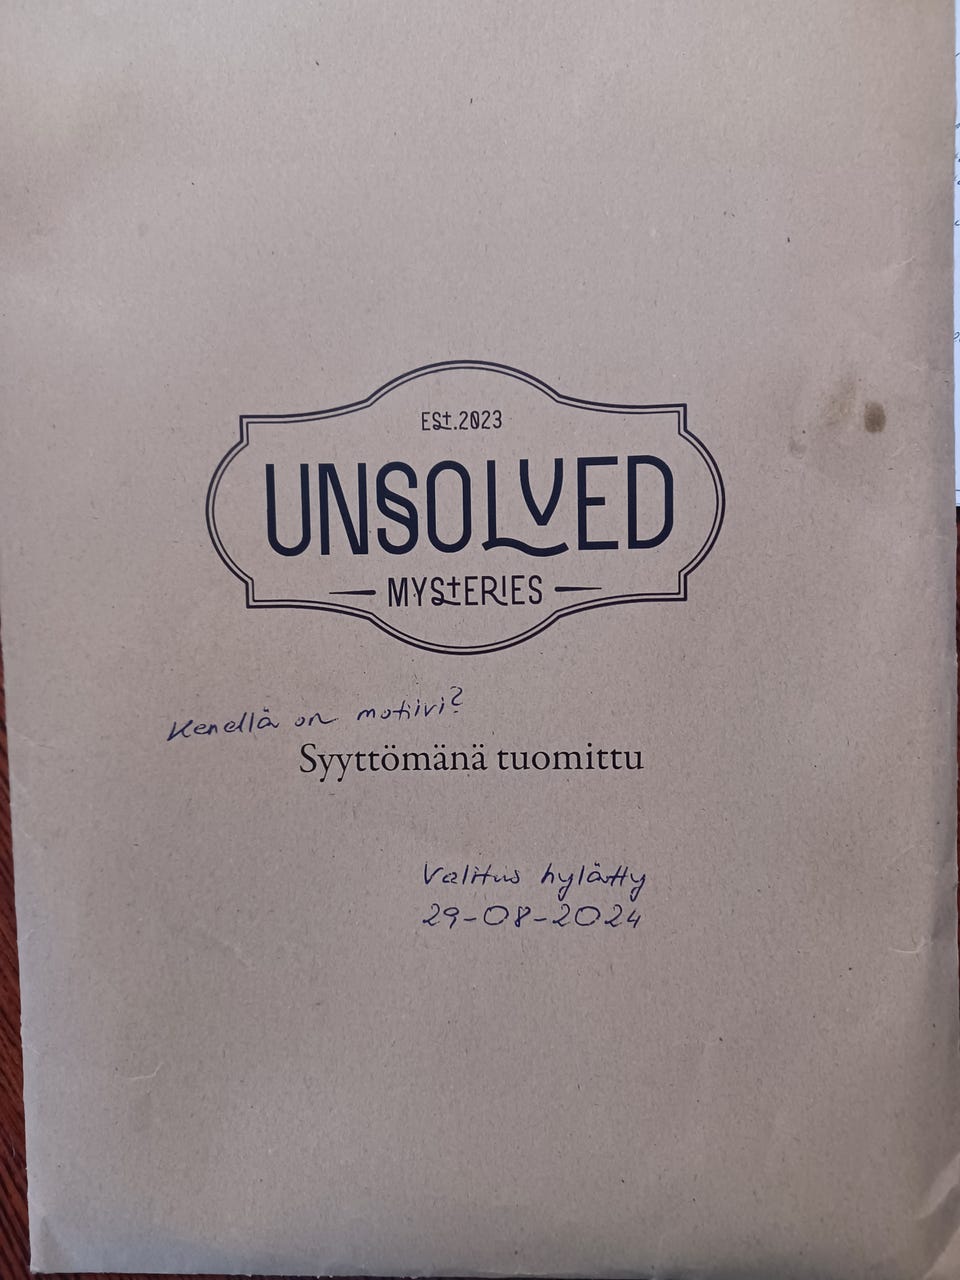 EST.2023
UNSOLVED
MYSTERIES
Kenellä on motiivi?
Syyttömänä tuomittu
Valitus hylätty
29-08-2024